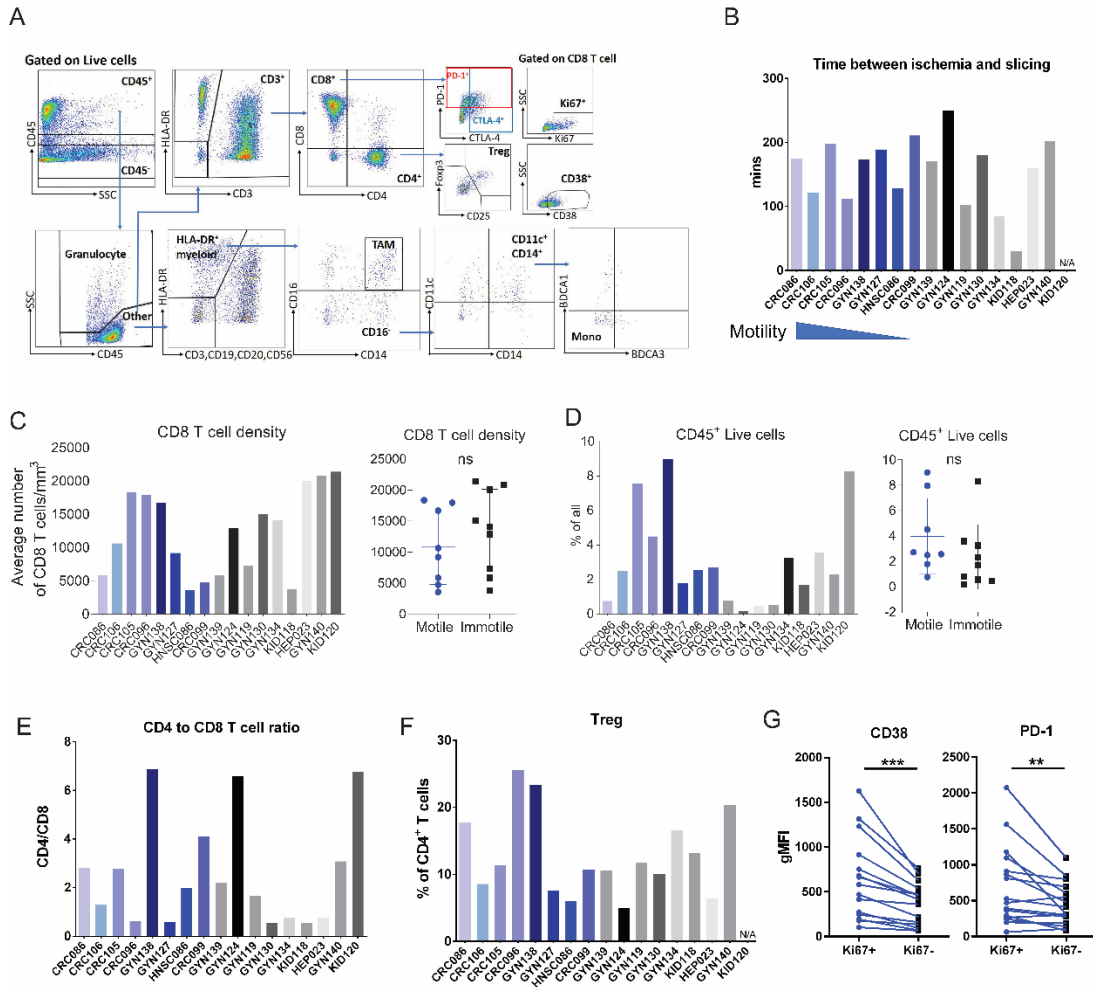 A
Gated on Live cells
CD45⁺
CD45⁻
CD45
SSC
CD3⁺
HLA-DR
CD3
CD8⁺
CD4⁺
CD8
CD4
PD-1⁺
CTLA-4⁺
PD-1
CTLA-4
Treg
Foxp3
CD25
Gated on CD8 T cell
Ki67⁺
SSC
Ki67
CD38⁺
SSC
CD38
Granulocyte
Other
SSC
CD45
HLA-DR⁺
myeloid
HLA-DR
CD3,CD19,CD20,CD56
TAM
CD16⁻
CD16
CD14
CD11c⁺
CD14⁺
CD11c
CD14
BDCA1
Mono
BDCA3
B
Time between ischemia and slicing
mins
300
200
100
0
N/A
CRC086
CRC106
CRC105
CRC096
GYN138
GYN127
HNSC086
CRC099
GYN139
GYN124
GYN119
GYN130
GYN134
KID118
HEP023
GYN140
KID120
Motility
C
CD8 T cell density
Average number
of CD8 T cells/mm³
25000
20000
15000
10000
5000
0
CRC086
CRC106
CRC105
CRC096
GYN138
GYN127
HNSC086
CRC099
GYN139
GYN124
GYN119
GYN130
GYN134
KID118
HEP023
GYN140
KID120
CD8 T cell density
ns
25000
20000
15000
10000
5000
0
Motile Immotile
D
CD45⁺ Live cells
% of all
10
8
6
4
2
0
CRC086
CRC106
CRC105
CRC096
GYN138
GYN127
HNSC086
CRC099
GYN139
GYN124
GYN119
GYN130
GYN134
KID118
HEP023
GYN140
KID120
CD45⁺ Live cells
ns
10
8
6
4
2
0
-2
Motile Immotile
E
CD4 to CD8 T cell ratio
CD4/CD8
8
6
4
2
0
CRC086
CRC106
CRC105
CRC096
GYN138
GYN127
HNSC086
CRC099
GYN139
GYN124
GYN119
GYN130
GYN134
KID118
HEP023
GYN140
KID120
F
Treg
% of CD4⁺ T cells
30
20
10
0
N/A
CRC086
CRC106
CRC105
CRC096
GYN138
GYN127
HNSC086
CRC099
GYN139
GYN124
GYN119
GYN130
GYN134
KID118
HEP023
GYN140
KID120
G
CD38
gMFI
***
2000
1500
1000
500
0
Ki67+ Ki67-
PD-1
**
2500
2000
1500
1000
500
0
Ki67+ Ki67-